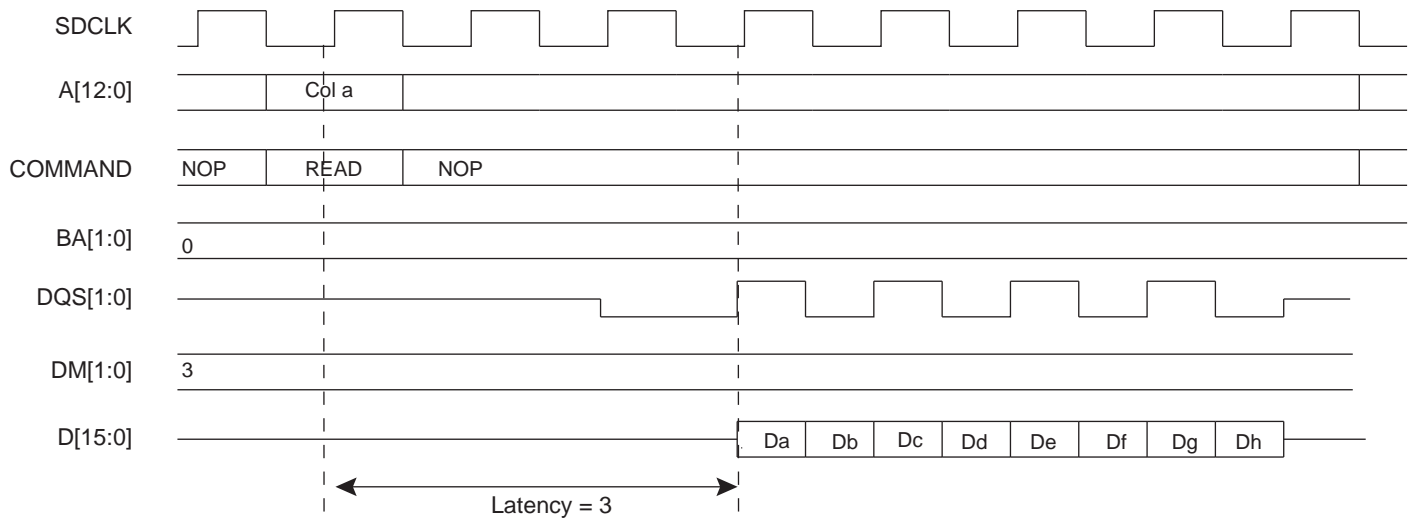 SDCLK
A[12:0] Col a
COMMAND NOP READ NOP
BA[1:0] 0
DQS[1:0]
DM[1:0] 3
D[15:0] Da Db Dc Dd De Df Dg Dh
Latency = 3